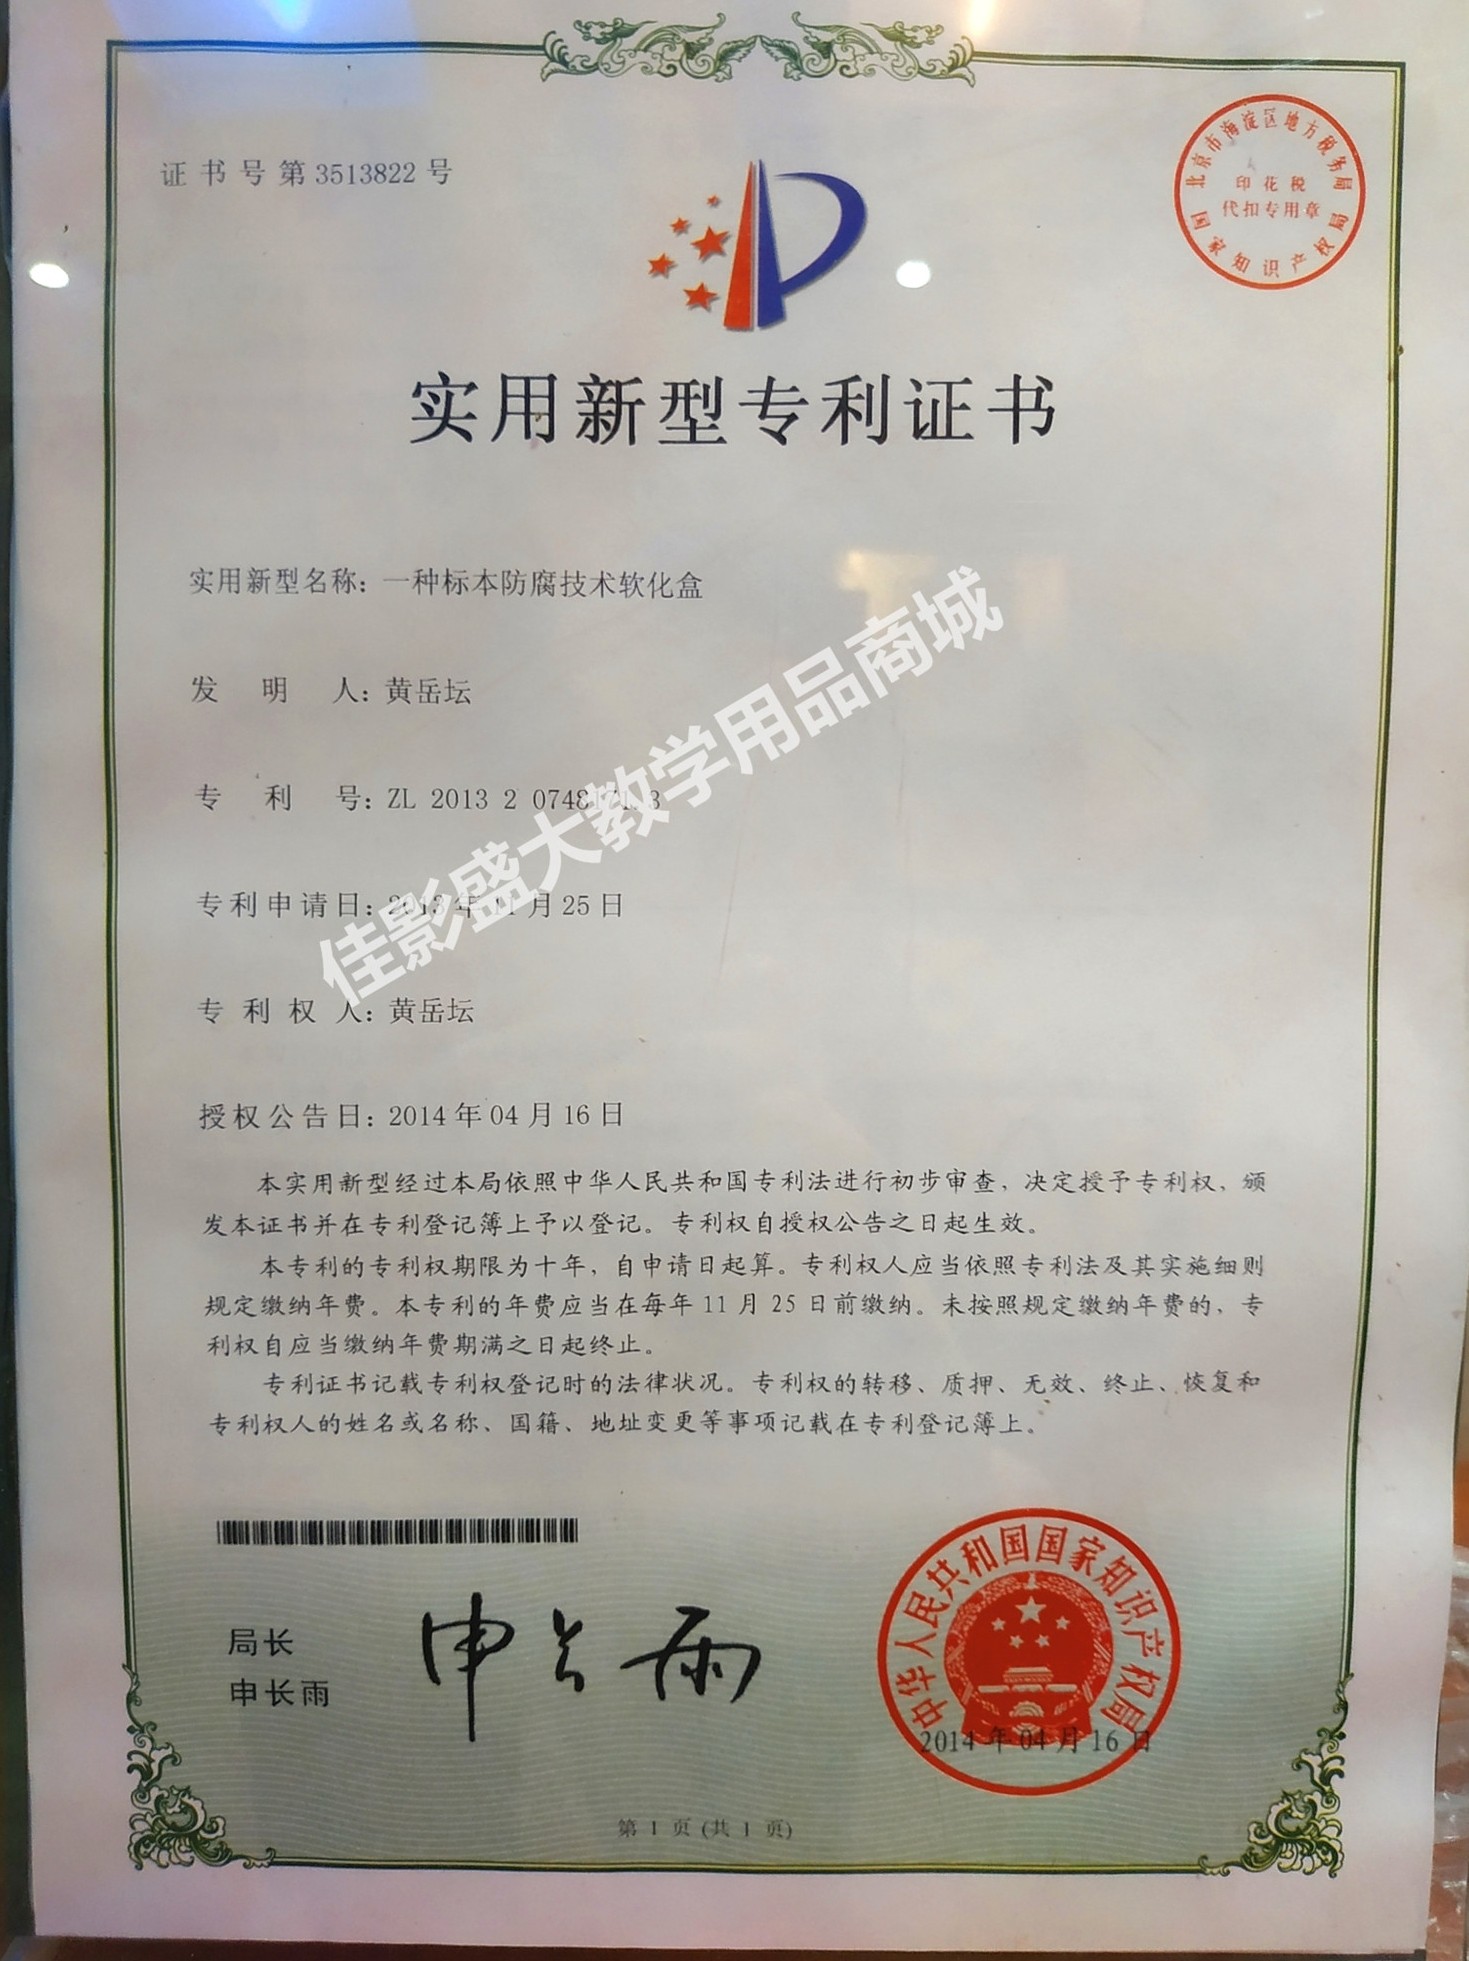 证书号第3513822号
北京市海淀区地方税务局
印花税
代扣专用章
国家知识产权局
实用新型专利证书
实用新型名称：一种标本防腐技术软化盒
发明人：黄岳坛
专利号：ZL 2013 2
专利申请日：2013年11月25日
专利权人：黄岳坛
授权公告日：2014年04月16日
佳影盛大教学用品商城
本实用新型经过本局依照中华人民共和国专利法进行初步审查，决定授予专利权，颁
发本证书并在专利登记簿上予以登记。专利权自授权公告之日起生效。
本专利的专利权期限为十年，自申请日起算。专利权人应当依照专利法及其实施细则
规定缴纳年费。本专利的年费应当在每年11月25日前缴纳。未按照规定缴纳年费的，专
利权自应当缴纳年费期满之日起终止。
专利证书记载专利权登记时的法律状况。专利权的转移、质押、无效、终止、恢复和
专利权人的姓名或名称、国籍、地址变更等事项记载在专利登记簿上。
局长
申长雨
申长雨
中华人民共和国国家知识产权局
2014年04月16日
第1页(共1页)